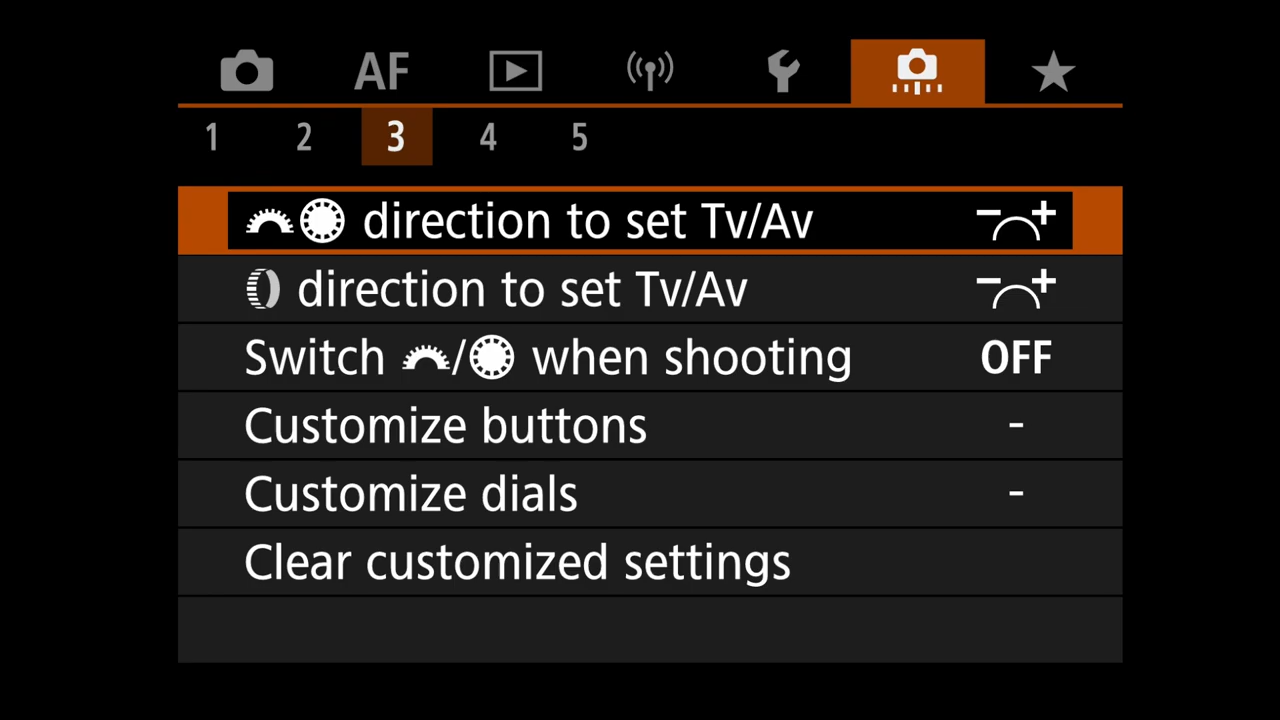 AF
1 2 3 4 5
direction to set Tv/Av - +
direction to set Tv/Av - +
Switch / when shooting OFF
Customize buttons -
Customize dials -
Clear customized settings